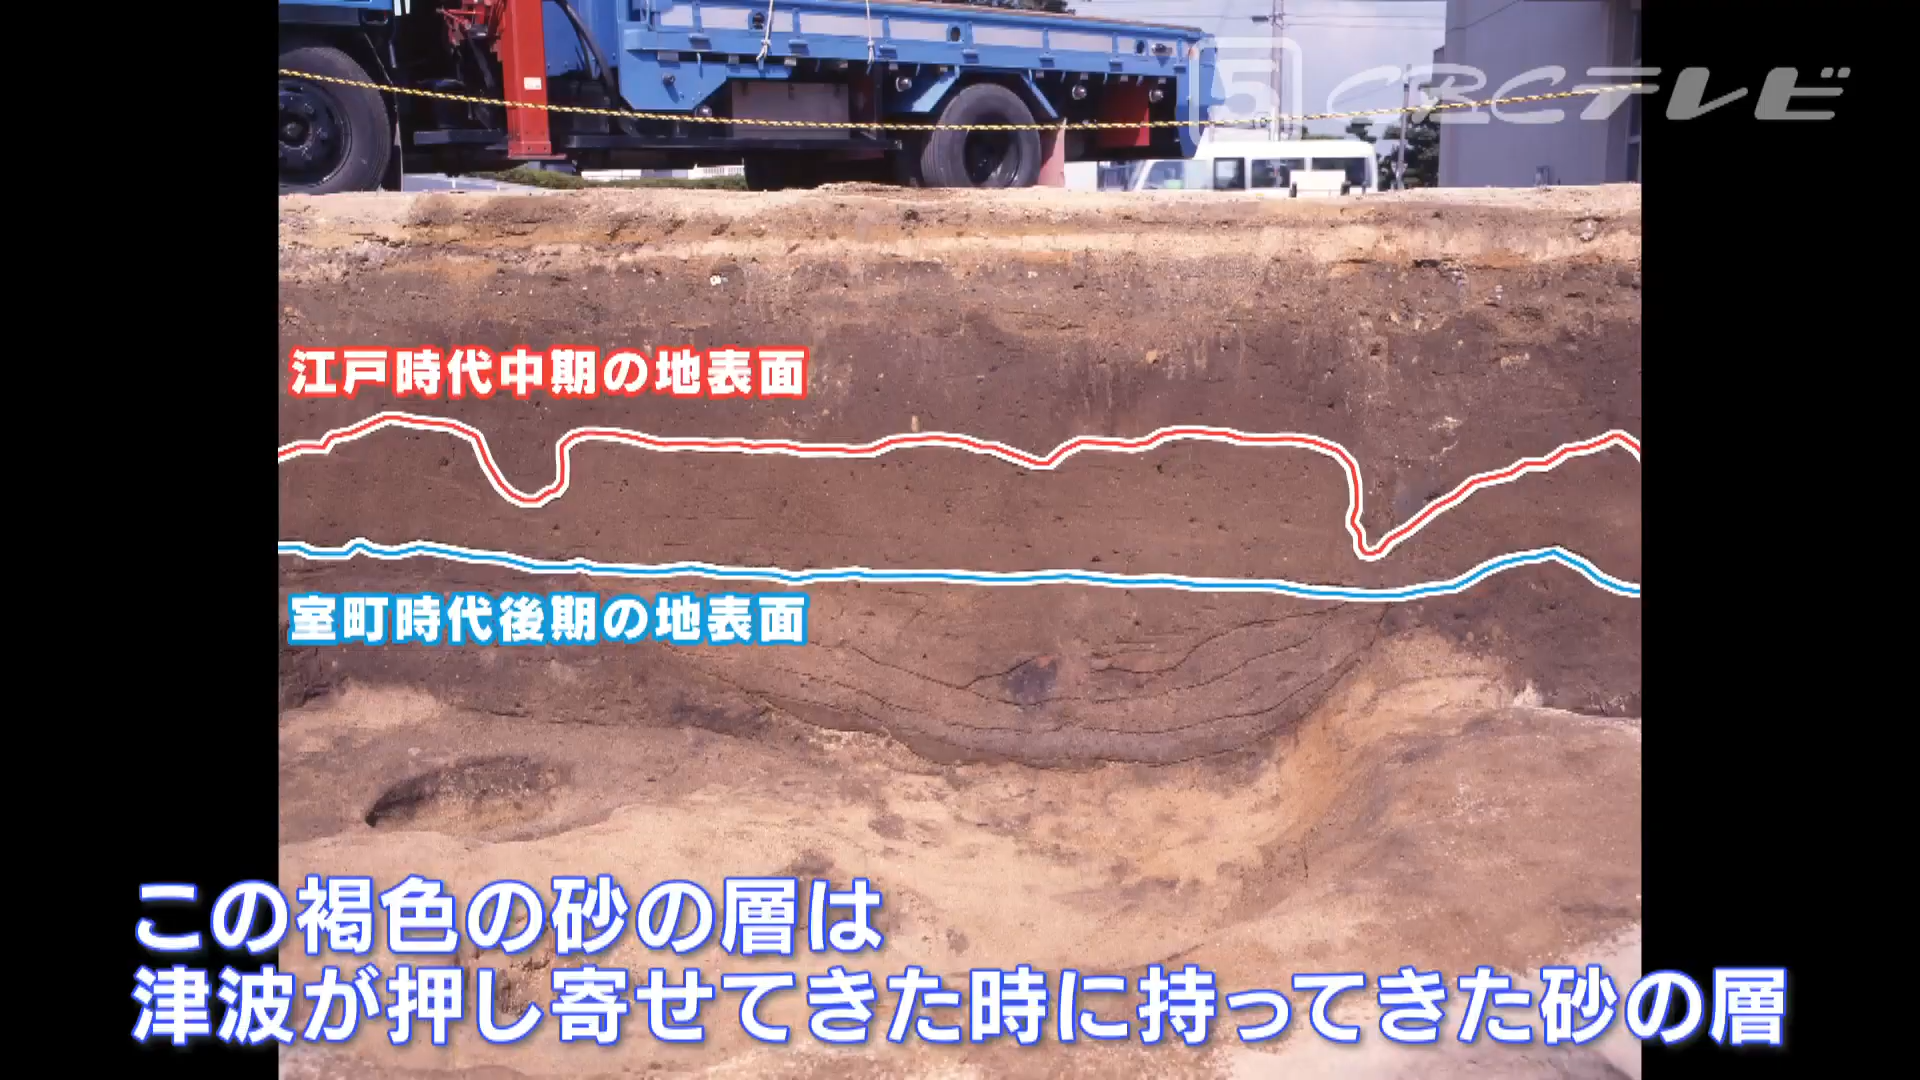 5 CBCテレビ
江戸時代中期の地表面
室町時代後期の地表面
この褐色の砂の層は
津波が押し寄せてきた時に持ってきた砂の層